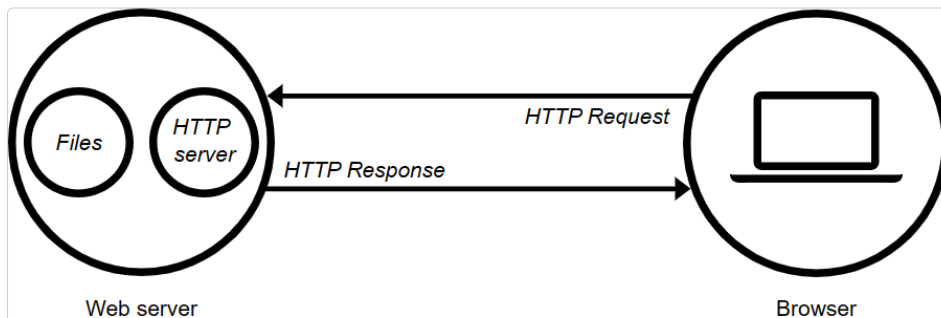 Files
HTTP
server
HTTP Request
HTTP Response
Web server
Browser